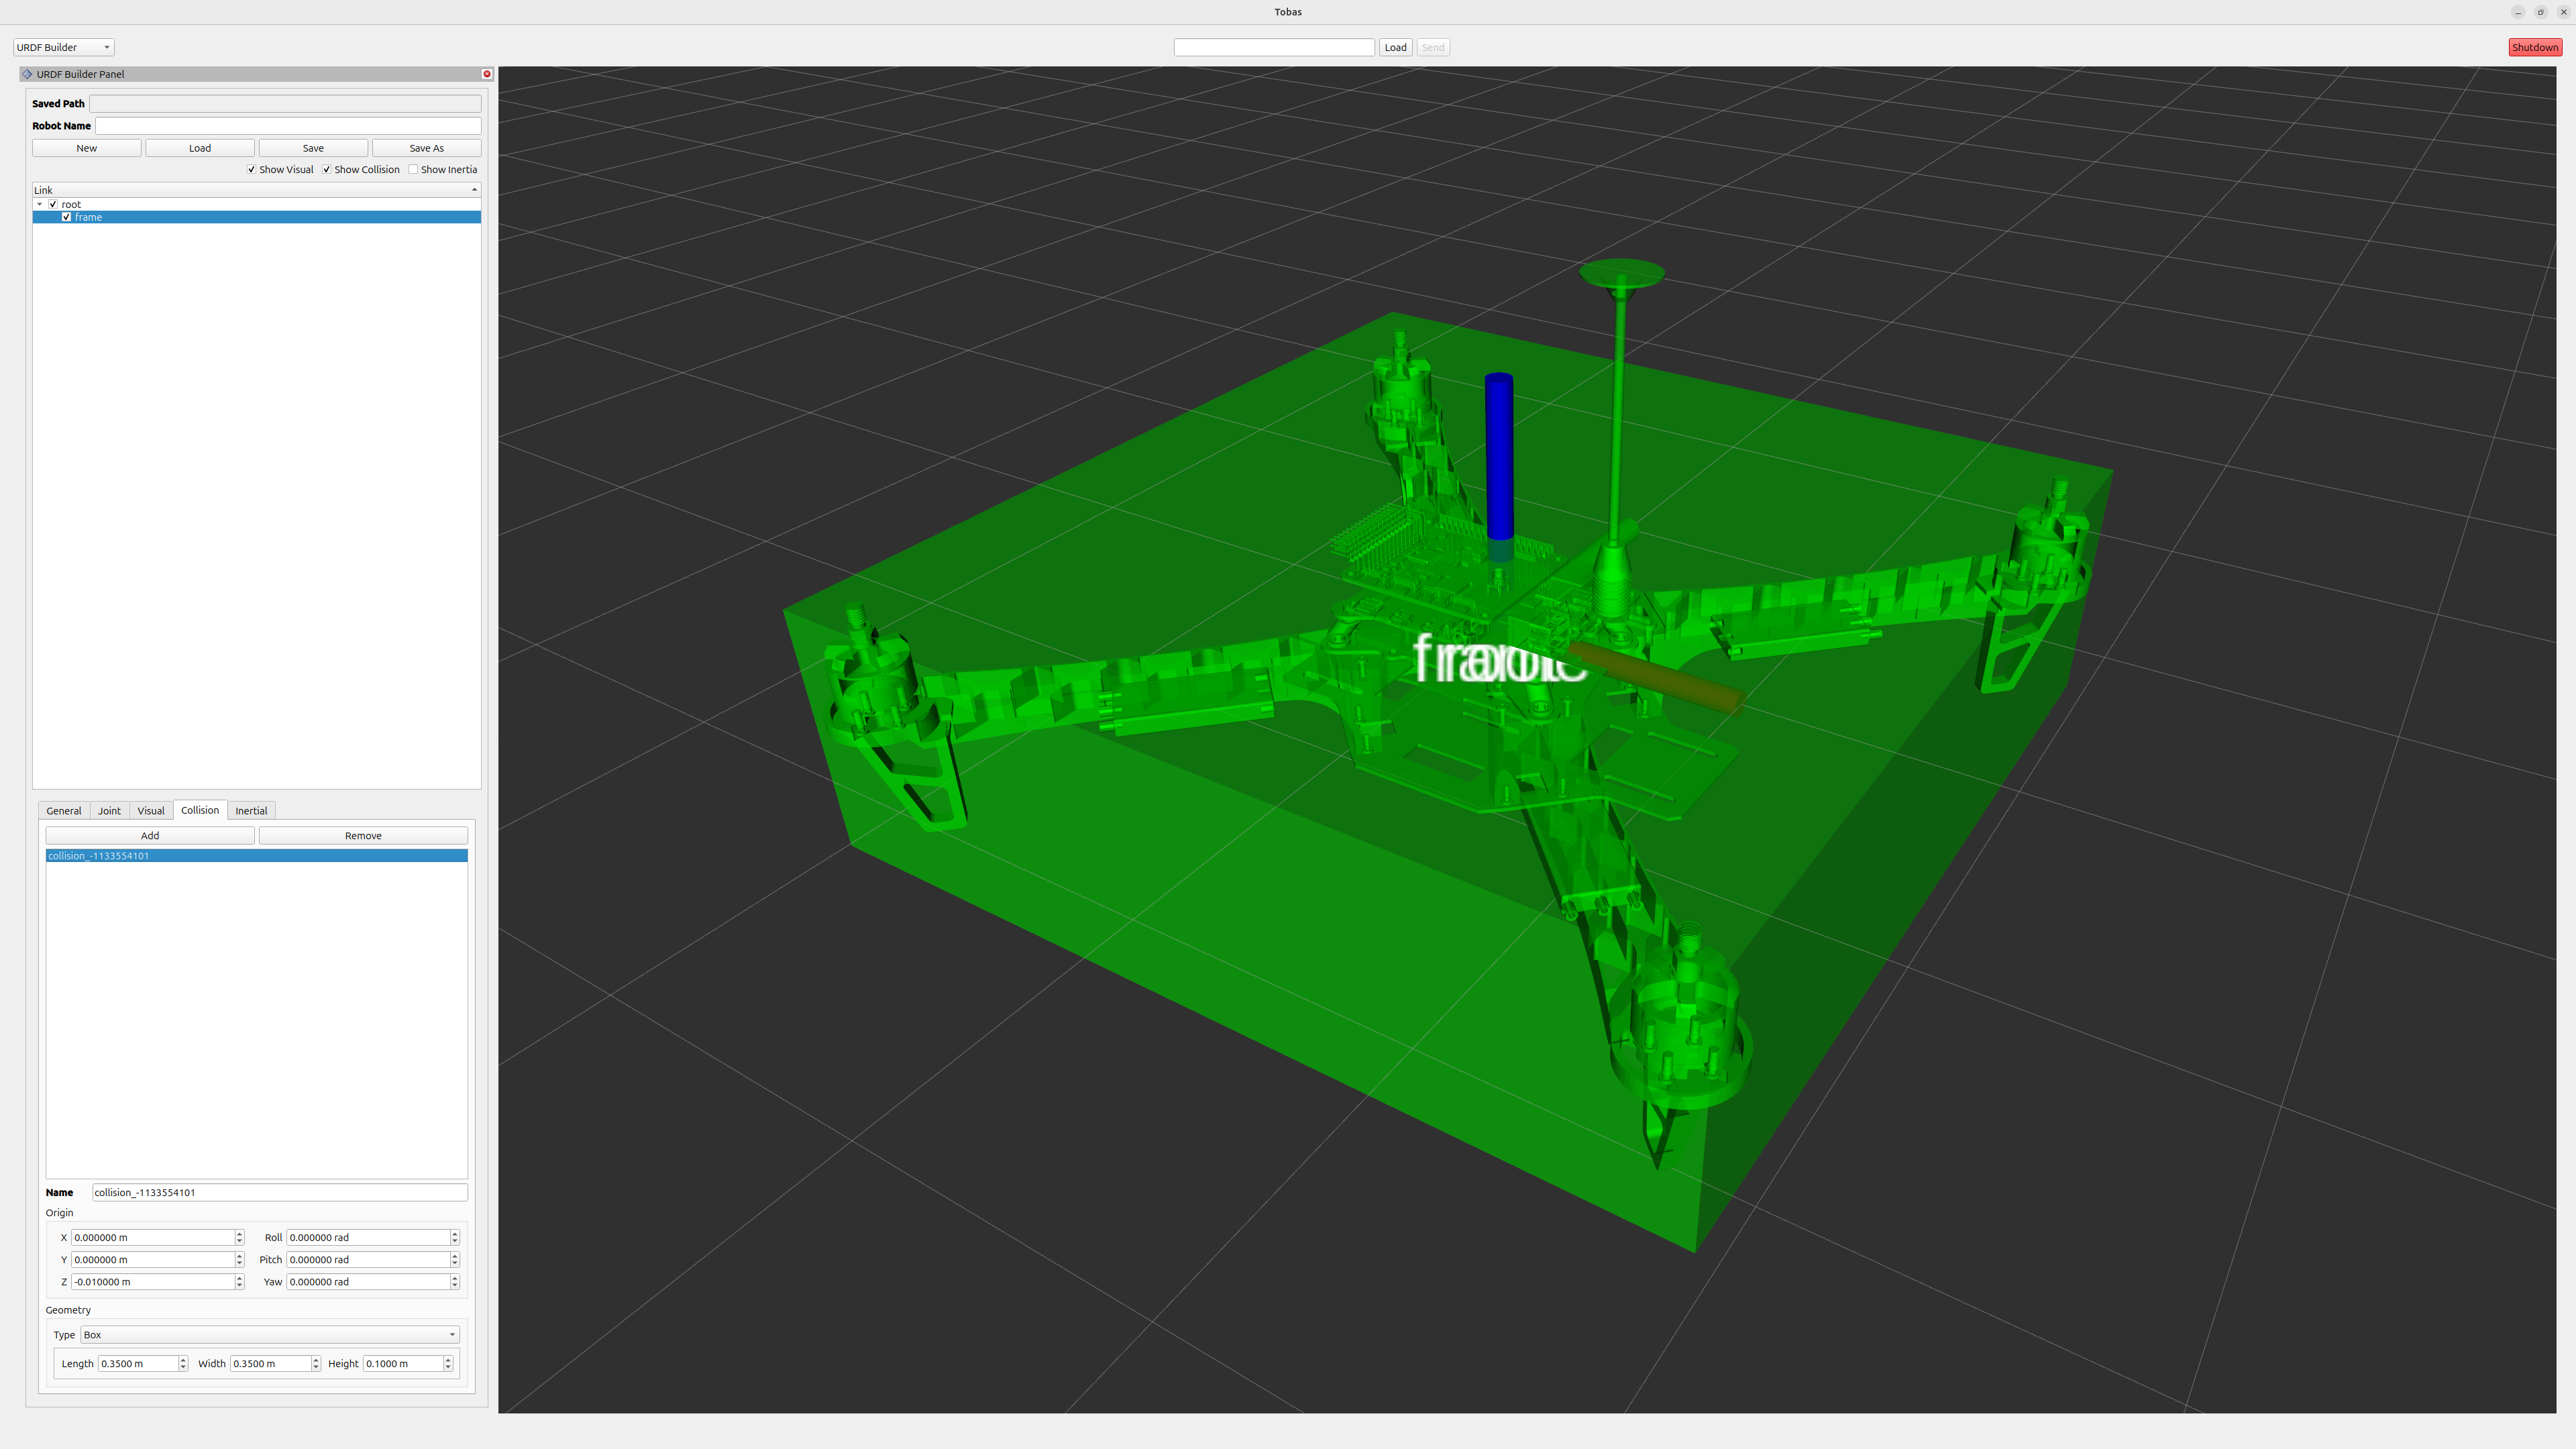 Tobas
URDF Builder
Load
Send
Shutdown
URDF Builder Panel
Saved Path
Robot Name
New
Load
Save
Save As
Show Visual
Show Collision
Show Inertia
Link
root
frame
General
Joint
Visual
Collision
Inertial
Add
Remove
collision_-1133554101
Name
collision_-1133554101
Origin
X
0.000000 m
Roll
0.000000 rad
Y
0.000000 m
Pitch
0.000000 rad
Z
-0.010000 m
Yaw
0.000000 rad
Geometry
Type
Box
Length
0.3500 m
Width
0.3500 m
Height
0.1000 m